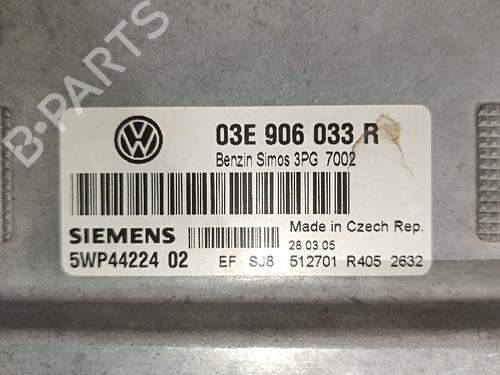 B-PARTS
03E 906 033 R
Benzin Simos 3PG 7002
SIEMENS
Made in Czech Rep.
28.03.05
5WP44224 02
EF SJ8 512701 R405 2632